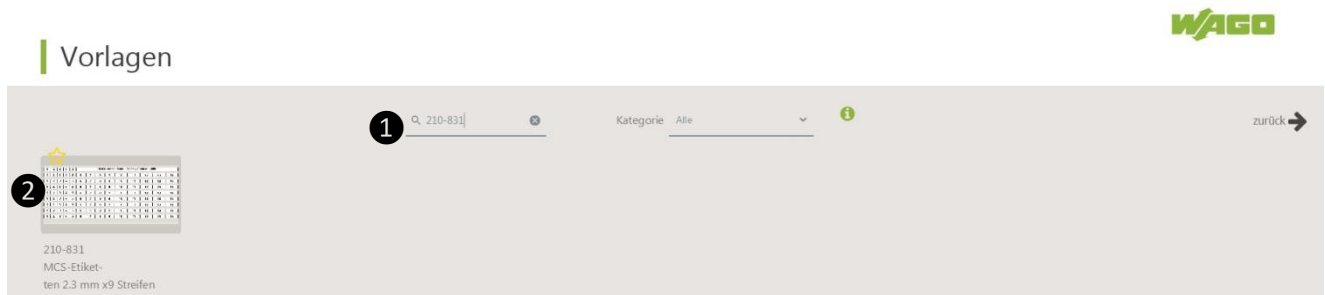 WAGO
Vorlagen
1
210-831
Kategorie Alle
i
zurück
2
210-831
MCS-Etiket-
ten 2.3 mm x9 Streifen